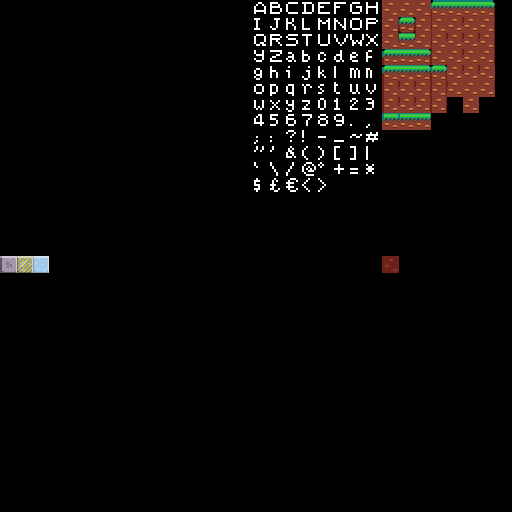 ABCDEFGH
IJKLMNOP
QRSTUVWX
YZabcdef
ghijklmn
opqrstuv
wxyz0123
456789.,
:;?!-_~#
"'&()[]|
`\/@°+=*
$£€<>